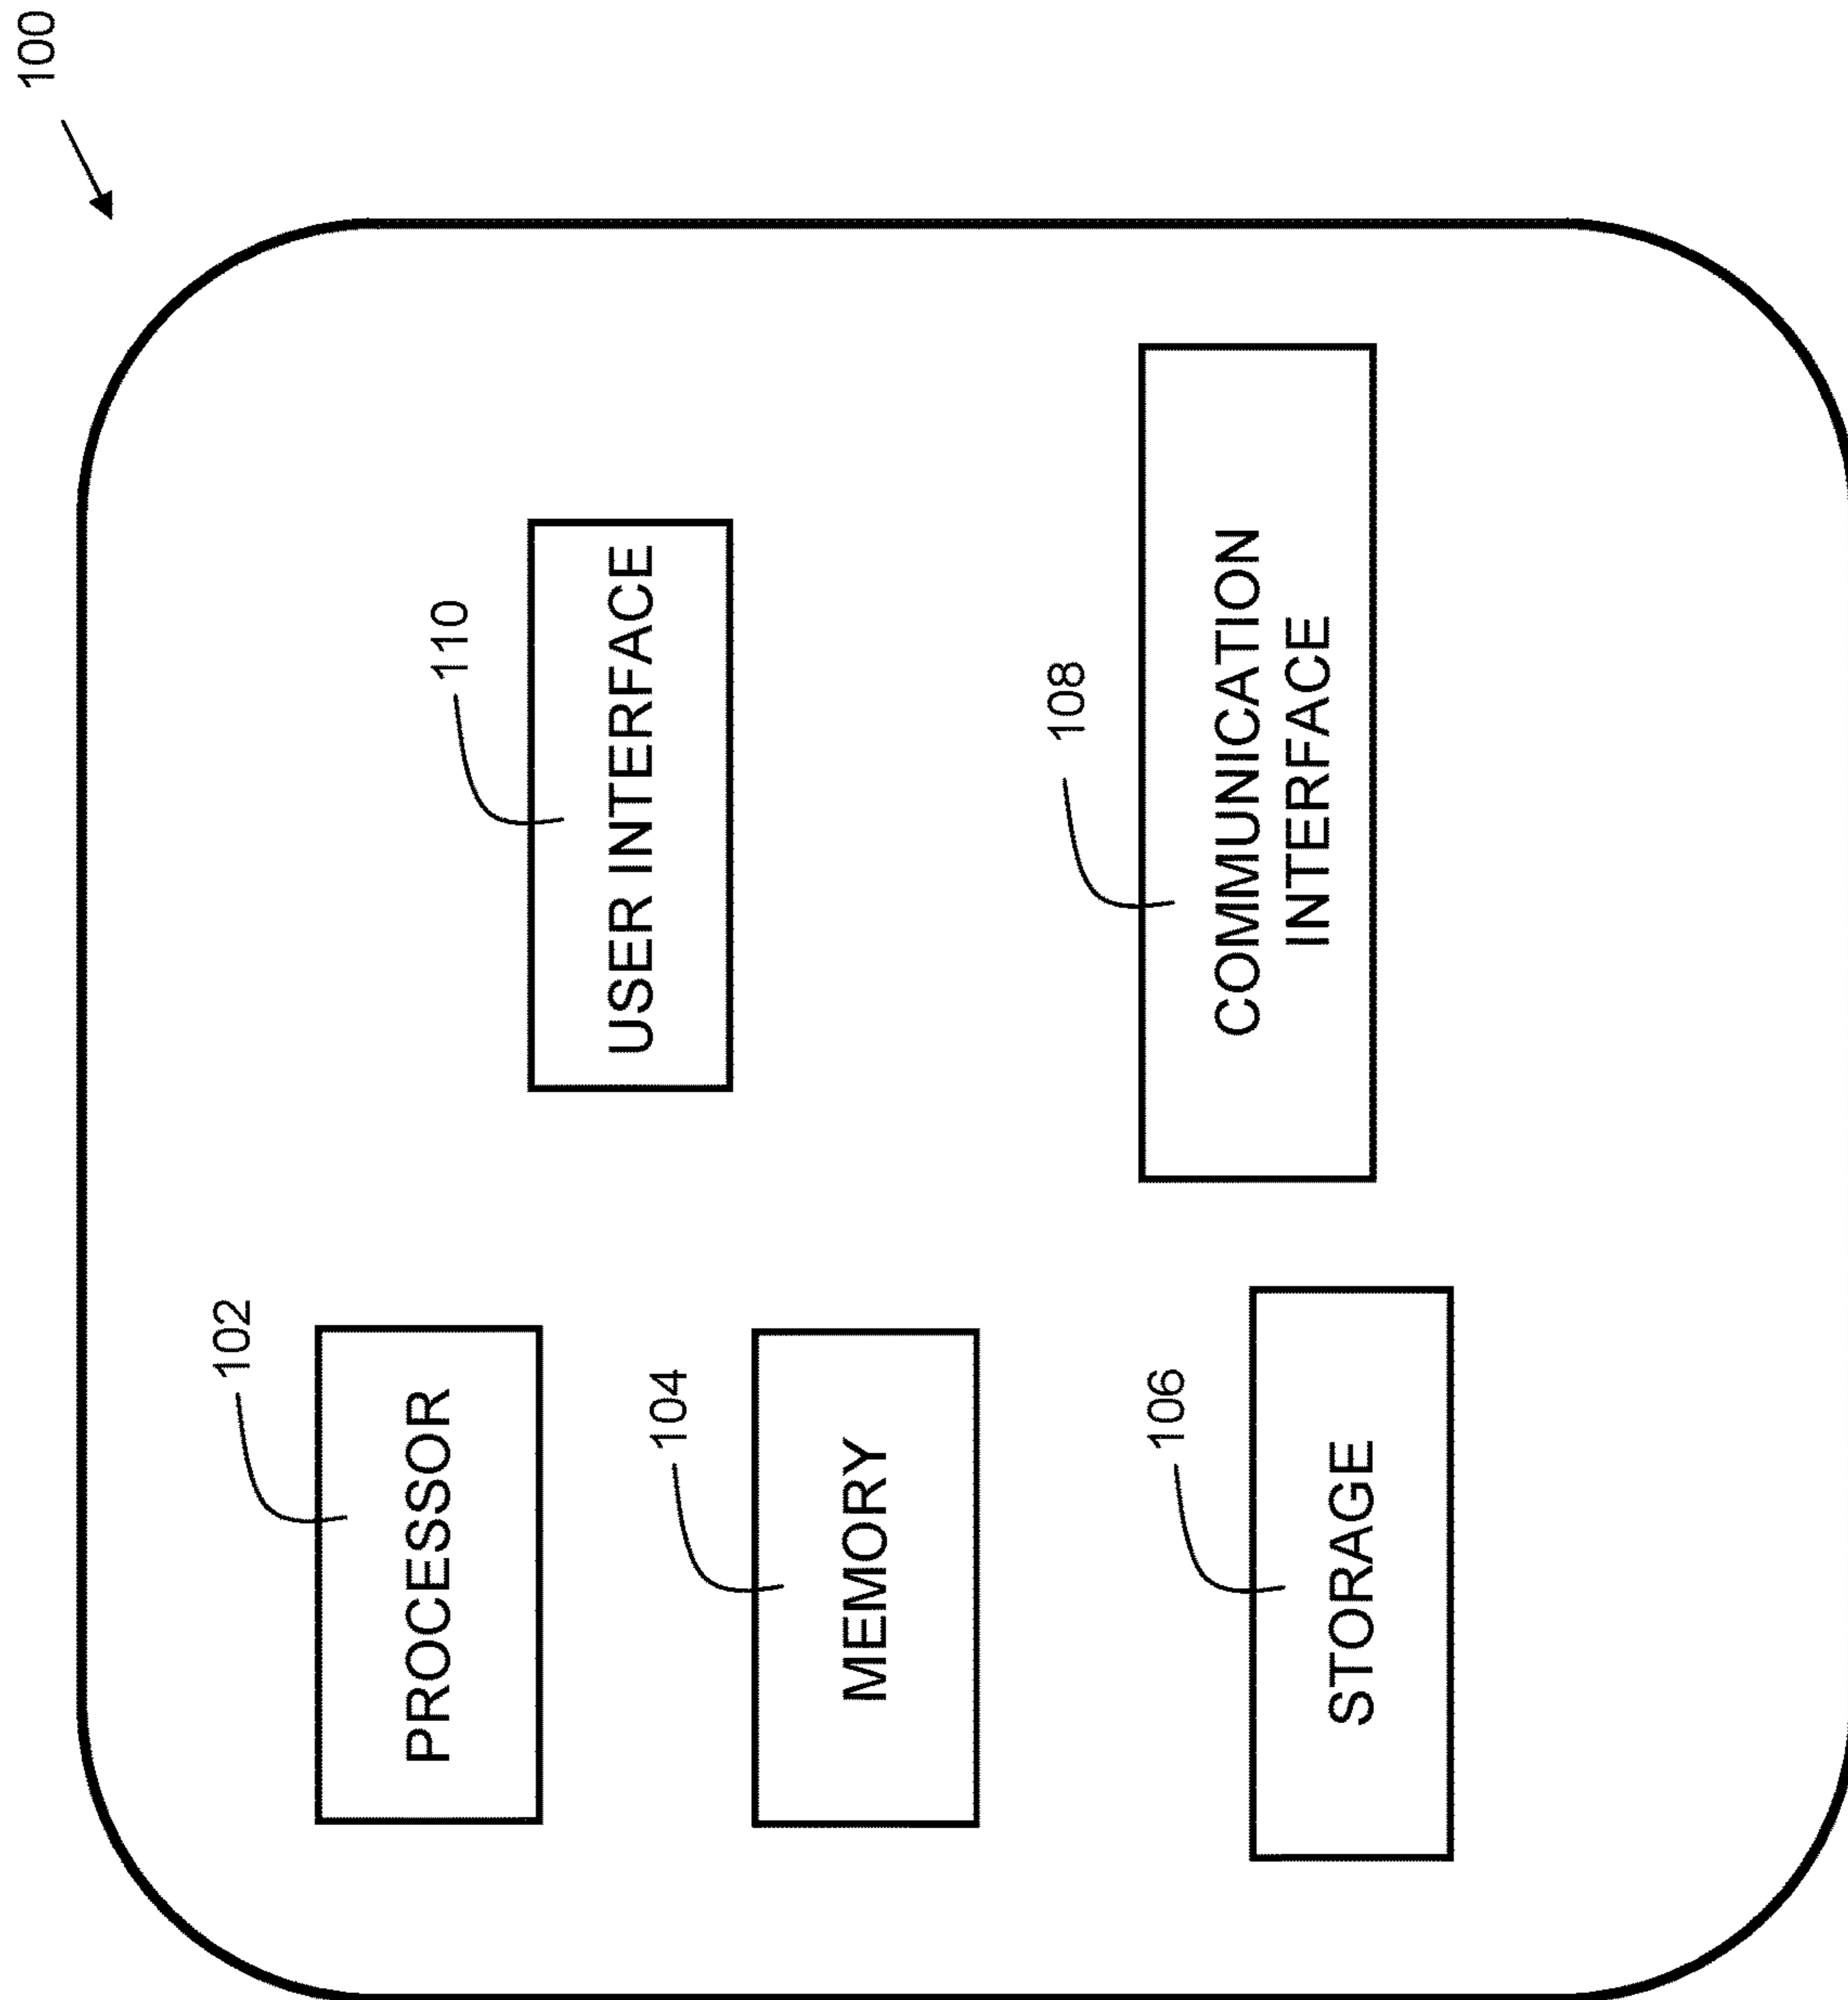 100
102
PROCESSOR
110
USER INTERFACE
104
MEMORY
108
COMMUNICATION
INTERFACE
106
STORAGE